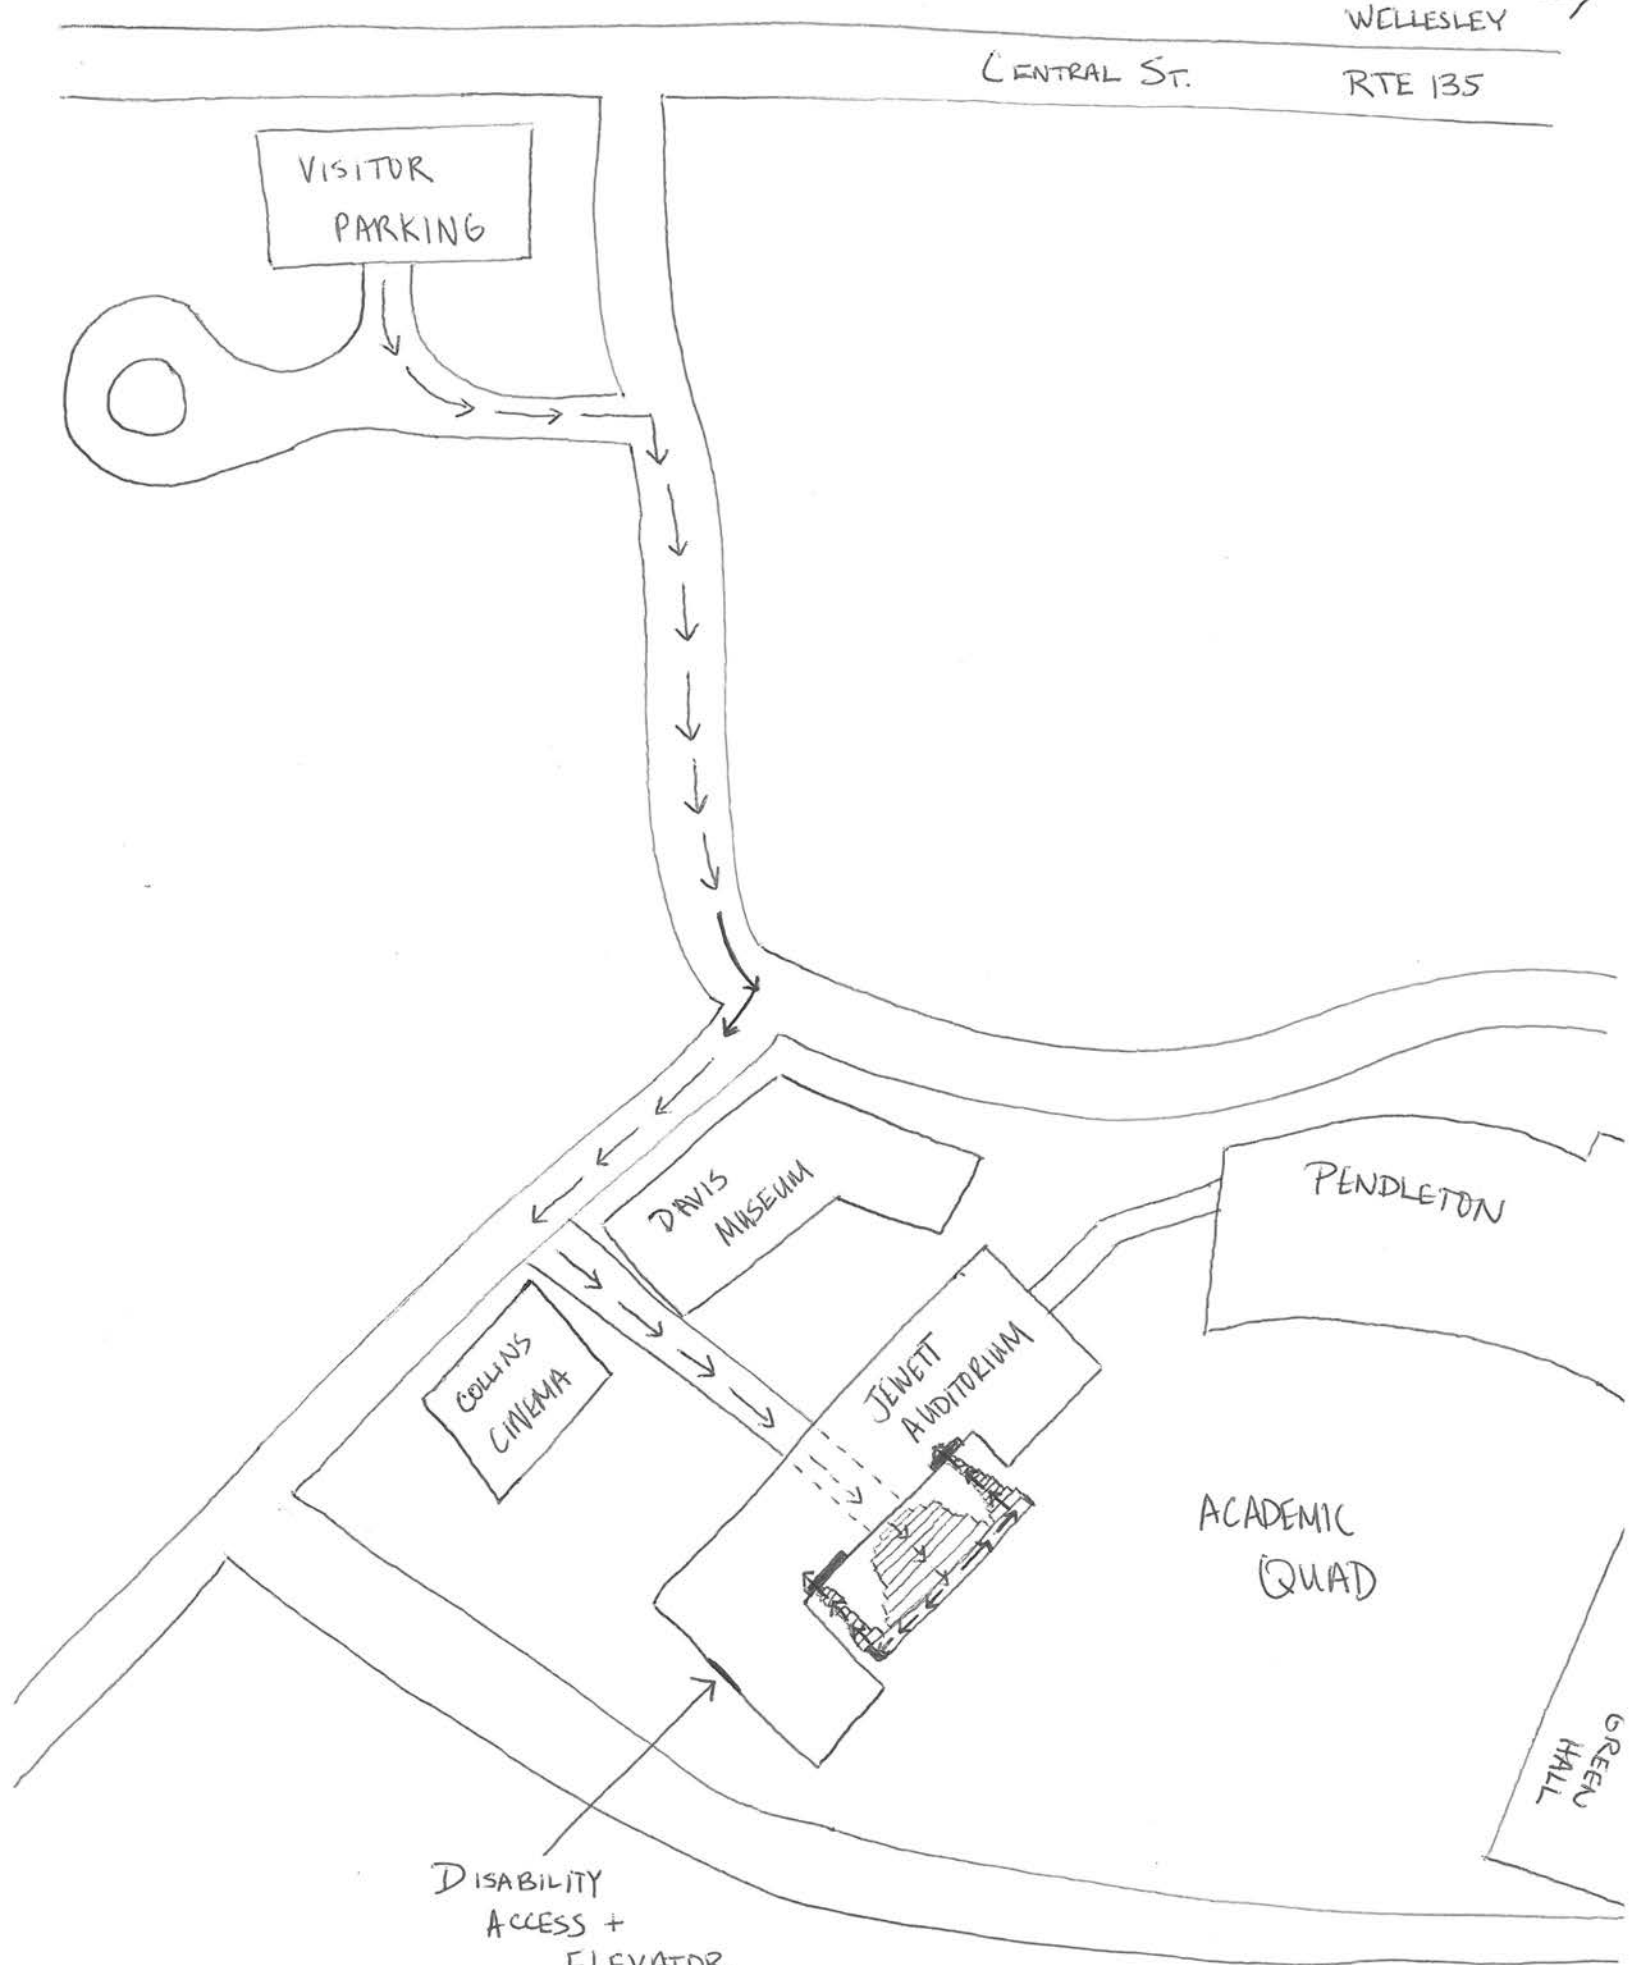 WELLESLEY
CENTRAL ST.
RTE 135
VISITOR
PARKING
DAVIS
MUSEUM
PENDLETON
COLLINS
CINEMA
JEWETT
AUDITORIUM
ACADEMIC
QUAD
GREEN
HALL
DISABILITY
ACCESS +
ELEVATOR